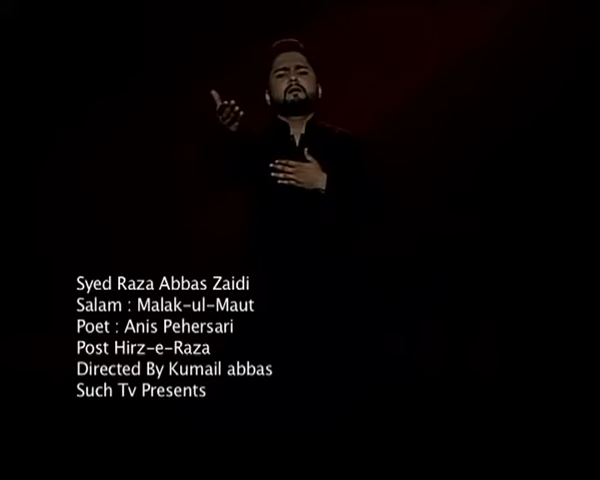 Syed Raza Abbas Zaidi
Salam : Malak-ul-Maut
Poet : Anis Pehersari
Post Hirz-e-Raza
Directed By Kumail abbas
Such Tv Presents